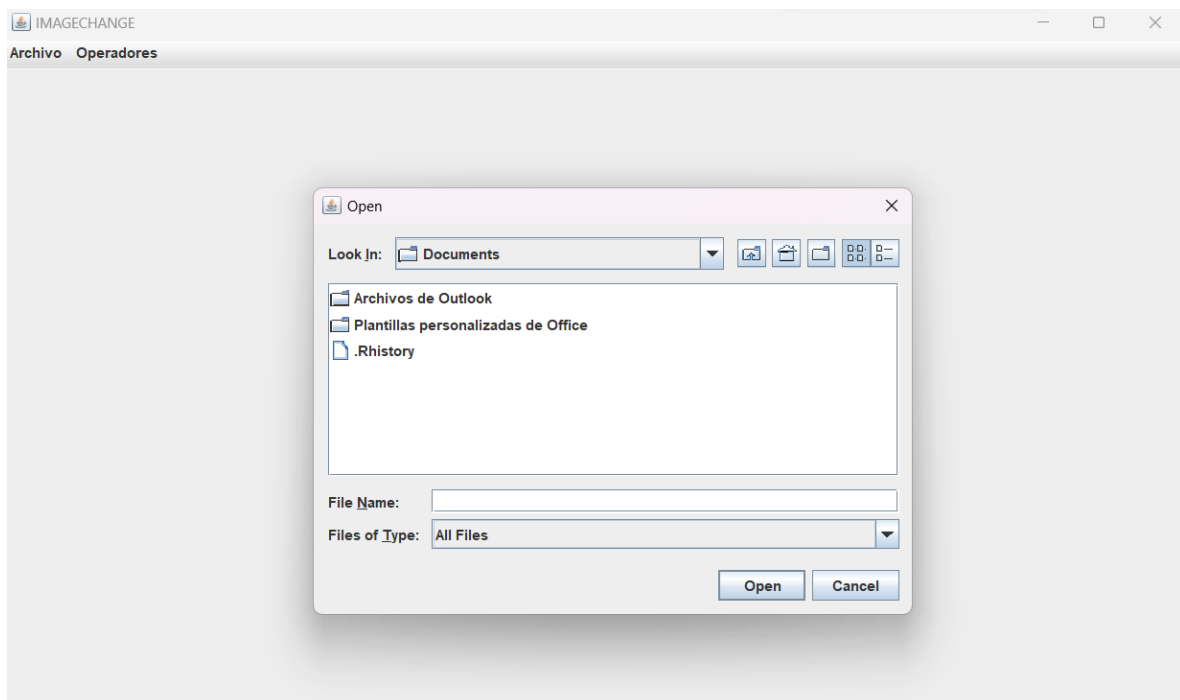 IMAGECHANGE
Archivo Operadores
Open
Look In: Documents
Archivos de Outlook
Plantillas personalizadas de Office
.Rhistory
File Name:
Files of Type: All Files
Open Cancel